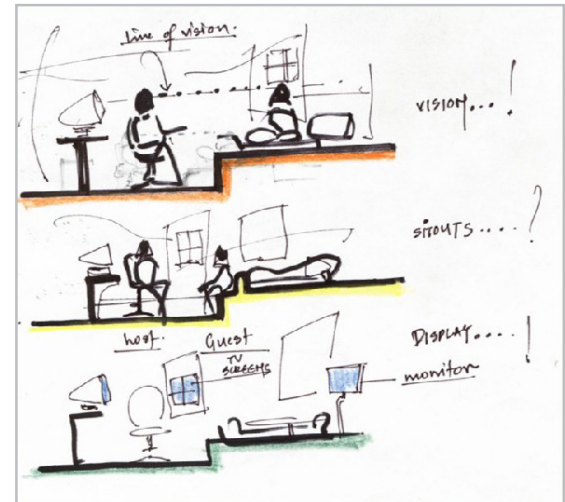 line of vision.
VISION...!
SITOUTS....?
host.
Guest
TV
SCREENS
DISPLAY....!
monitor